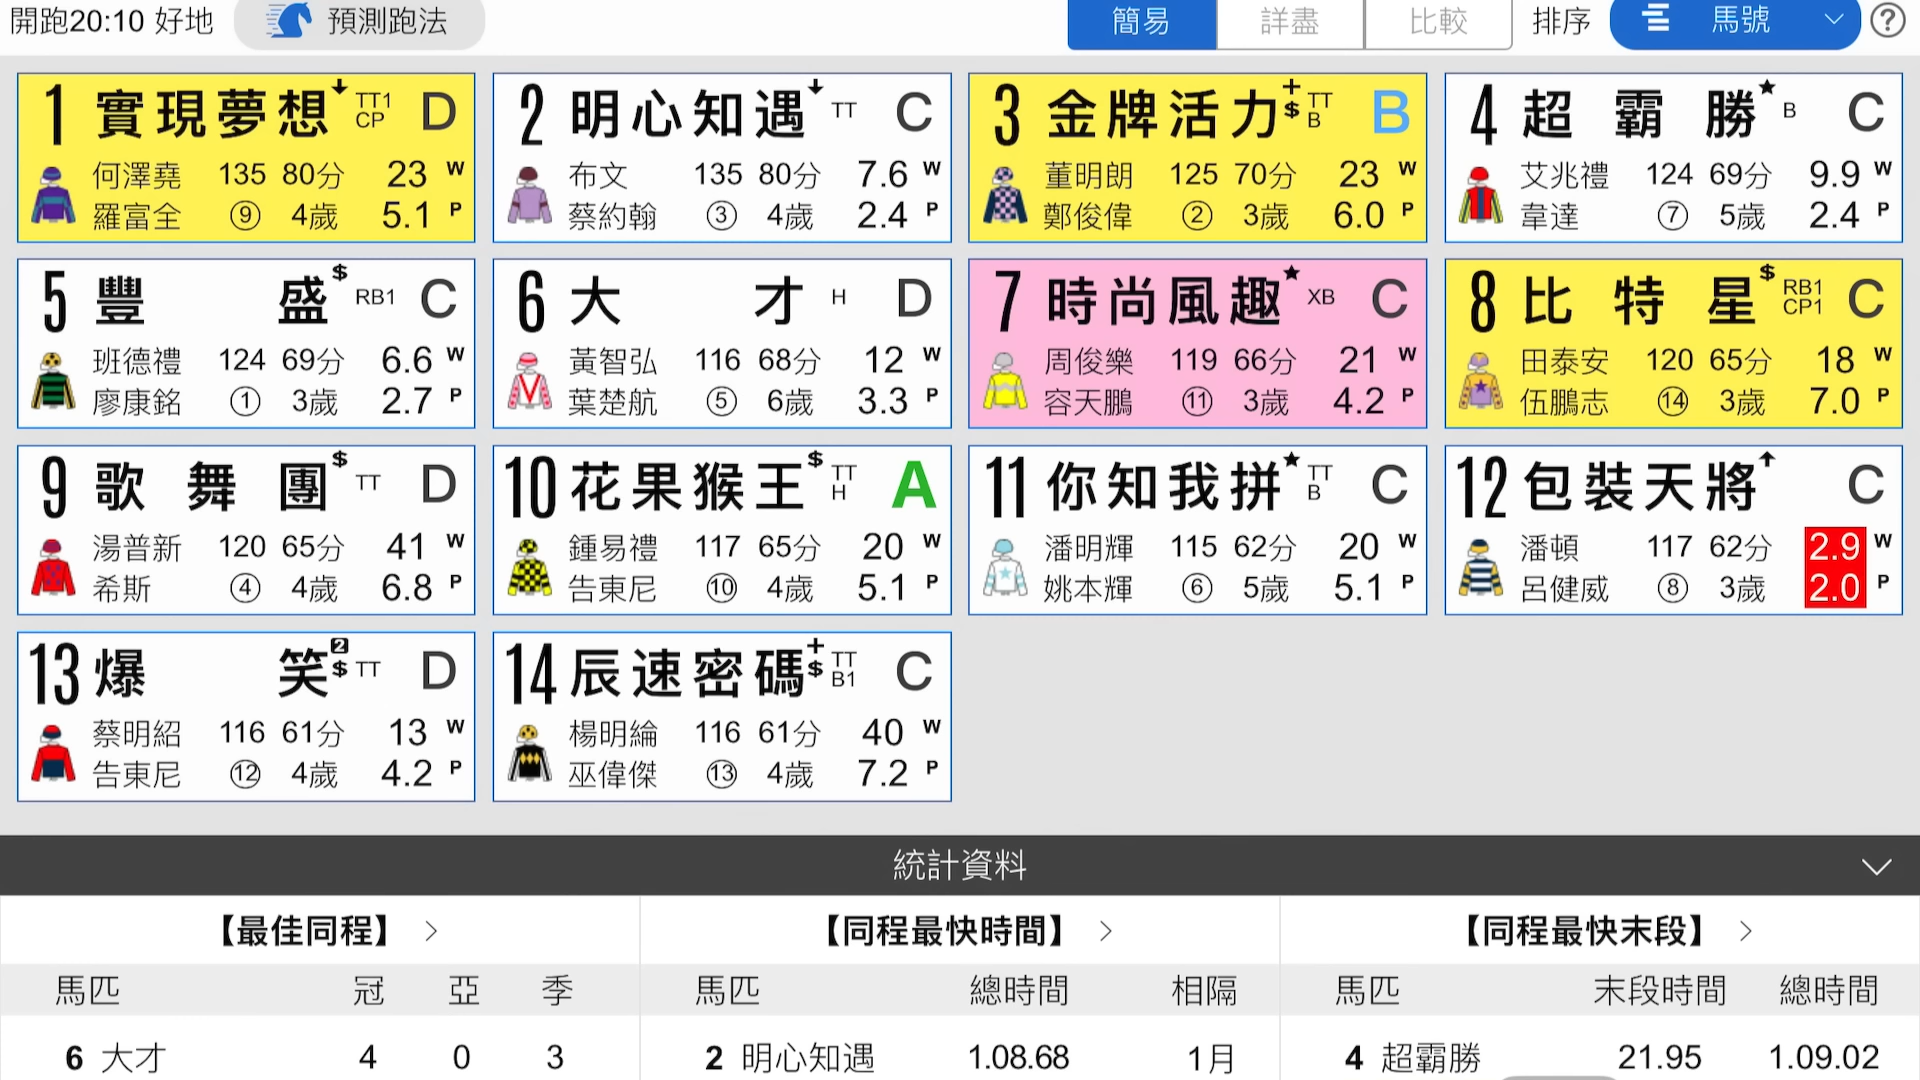 開跑20:10 好地 預測跑法 簡易 詳盡 比較 排序 馬號 ?
1 實現夢想 TT1 CP D
何澤堯 135 80分 23 W
羅富全 ⑨ 4歲 5.1 P
2 明心知遇 TT C
布文 135 80分 7.6 W
蔡約翰 ③ 4歲 2.4 P
3 金牌活力 + $ TT B B
董明朗 125 70分 23 W
鄭俊偉 ② 3歲 6.0 P
4 超霸勝 ★ B C
艾兆禮 124 69分 9.9 W
韋達 ⑦ 5歲 2.4 P
5 豐盛 $ RB1 C
班德禮 124 69分 6.6 W
廖康銘 ① 3歲 2.7 P
6 大才 H D
黃智弘 116 68分 12 W
葉楚航 ⑤ 6歲 3.3 P
7 時尚風趣 ★ XB C
周俊樂 119 66分 21 W
容天鵬 ⑪ 3歲 4.2 P
8 比特星 $ RB1 CP1 C
田泰安 120 65分 18 W
伍鵬志 ⑭ 3歲 7.0 P
9 歌舞團 $ TT D
湯普新 120 65分 41 W
希斯 ④ 4歲 6.8 P
10 花果猴王 $ TT H A
鍾易禮 117 65分 20 W
告東尼 ⑩ 4歲 5.1 P
11 你知我拼 ★ TT B C
潘明輝 115 62分 20 W
姚本輝 ⑥ 5歲 5.1 P
12 包裝天將 C
潘頓 117 62分 2.9 W
呂健威 ⑧ 3歲 2.0 P
13 爆笑 2 $ TT D
蔡明紹 116 61分 13 W
告東尼 ⑫ 4歲 4.2 P
14 辰速密碼 + $ TT B1 C
楊明綸 116 61分 40 W
巫偉傑 ⑬ 4歲 7.2 P
統計資料
【最佳同程】 【同程最快時間】 【同程最快末段】
馬匹 冠 亞 季 馬匹 總時間 相隔 馬匹 末段時間 總時間
6 大才 4 0 3 2 明心知遇 1.08.68 1月 4 超霸勝 21.95 1.09.02